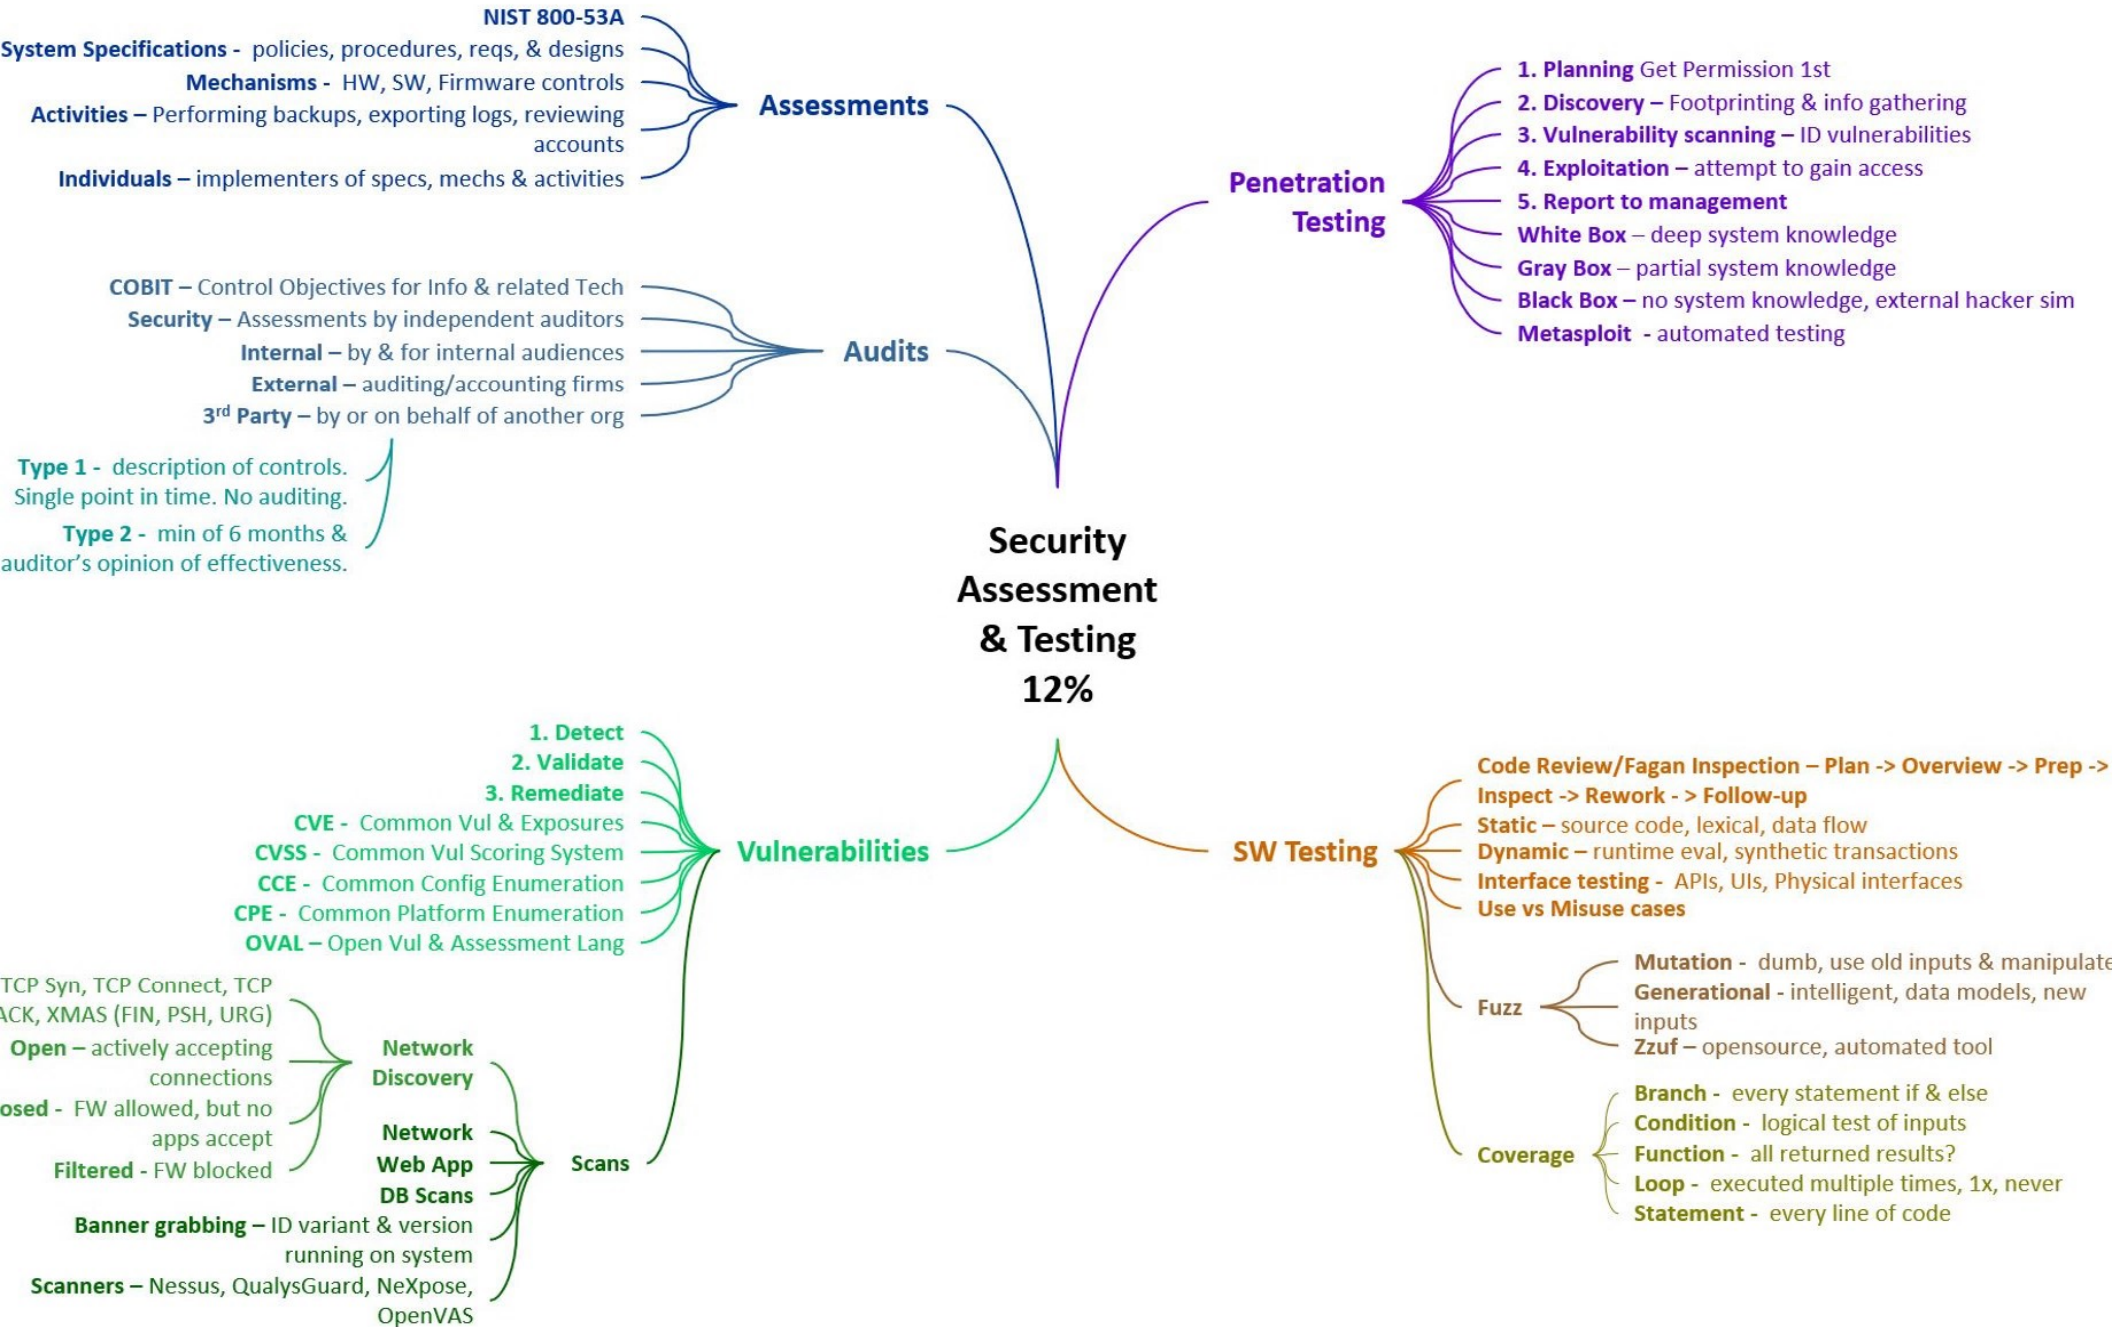 NIST 800-53A
System Specifications - policies, procedures, reqs, & designs
Mechanisms - HW, SW, Firmware controls
Activities – Performing backups, exporting logs, reviewing
accounts
Individuals – implementers of specs, mechs & activities
Assessments
COBIT – Control Objectives for Info & related Tech
Security – Assessments by independent auditors
Internal – by & for internal audiences
External – auditing/accounting firms
3rd Party – by or on behalf of another org
Audits
Type 1 - description of controls.
Single point in time. No auditing.
Type 2 - min of 6 months &
auditor's opinion of effectiveness.
Penetration
Testing
1. Planning Get Permission 1st
2. Discovery – Footprinting & info gathering
3. Vulnerability scanning – ID vulnerabilities
4. Exploitation – attempt to gain access
5. Report to management
White Box – deep system knowledge
Gray Box – partial system knowledge
Black Box – no system knowledge, external hacker sim
Metasploit - automated testing
Security
Assessment
& Testing
12%
1. Detect
2. Validate
3. Remediate
CVE - Common Vul & Exposures
CVSS - Common Vul Scoring System
CCE - Common Config Enumeration
CPE - Common Platform Enumeration
OVAL – Open Vul & Assessment Lang
Vulnerabilities
TCP Syn, TCP Connect, TCP
ACK, XMAS (FIN, PSH, URG)
Open – actively accepting
connections
osed - FW allowed, but no
apps accept
Filtered - FW blocked
Network
Discovery
Network
Web App
DB Scans
Banner grabbing – ID variant & version
running on system
Scanners – Nessus, QualysGuard, NeXpose,
OpenVAS
Scans
SW Testing
Code Review/Fagan Inspection – Plan -> Overview -> Prep ->
Inspect -> Rework - > Follow-up
Static – source code, lexical, data flow
Dynamic – runtime eval, synthetic transactions
Interface testing - APIs, UIs, Physical interfaces
Use vs Misuse cases
Fuzz
Mutation - dumb, use old inputs & manipulate
Generational - intelligent, data models, new
inputs
Zzuf – opensource, automated tool
Coverage
Branch - every statement if & else
Condition - logical test of inputs
Function - all returned results?
Loop - executed multiple times, 1x, never
Statement - every line of code